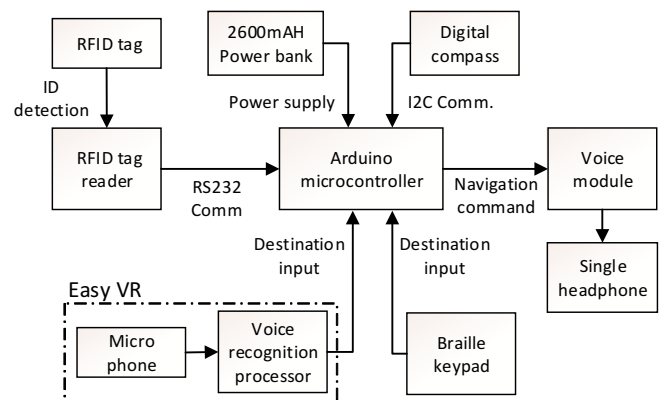 RFID tag
2600mAH
Power bank
Digital
compass
ID
detection
Power supply
I2C Comm.
RFID tag
reader
RS232
Comm
Arduino
microcontroller
Navigation
command
Voice
module
Destination
input
Destination
input
Single
headphone
Easy VR
Micro
phone
Voice
recognition
processor
Braille
keypad